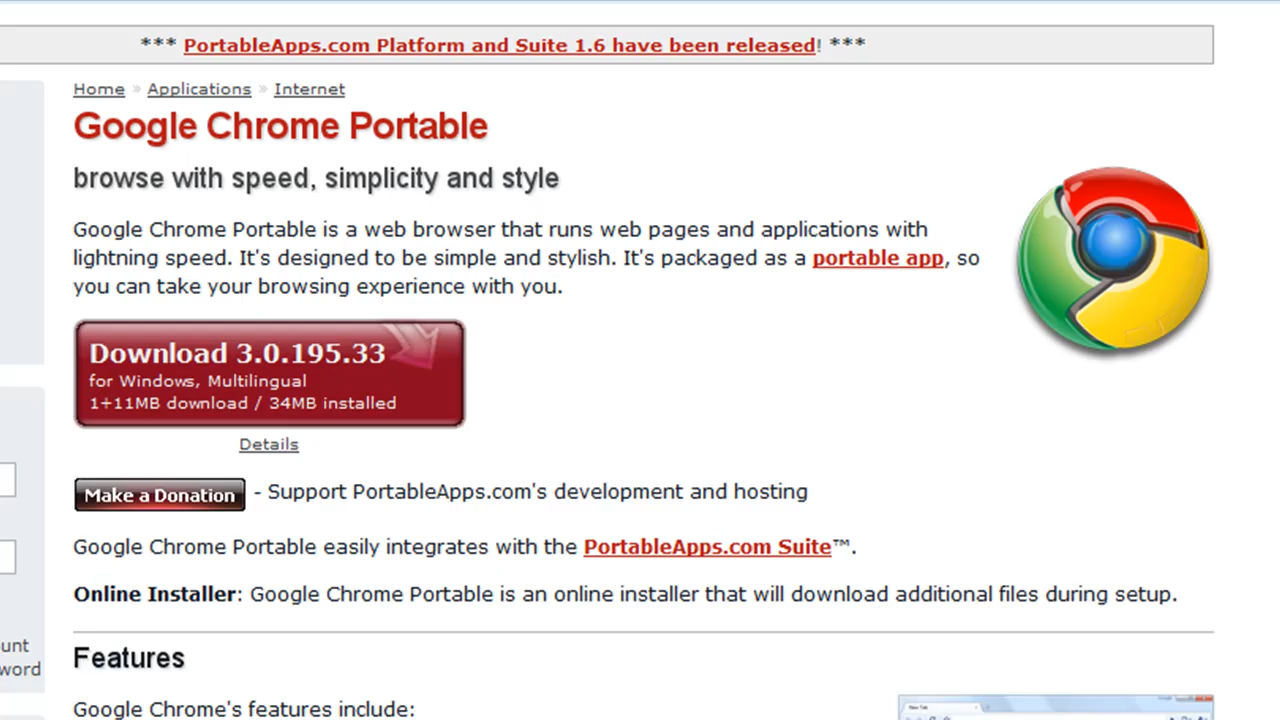 *** PortableApps.com Platform and Suite 1.6 have been released! ***
Home » Applications » Internet
Google Chrome Portable
browse with speed, simplicity and style
Google Chrome Portable is a web browser that runs web pages and applications with
lightning speed. It's designed to be simple and stylish. It's packaged as a portable app, so
you can take your browsing experience with you.
Download 3.0.195.33
for Windows, Multilingual
1+11MB download / 34MB installed
Details
Make a Donation - Support PortableApps.com's development and hosting
Google Chrome Portable easily integrates with the PortableApps.com Suite™.
Online Installer: Google Chrome Portable is an online installer that will download additional files during setup.
unt
word
Features
Google Chrome's features include:
New Tab